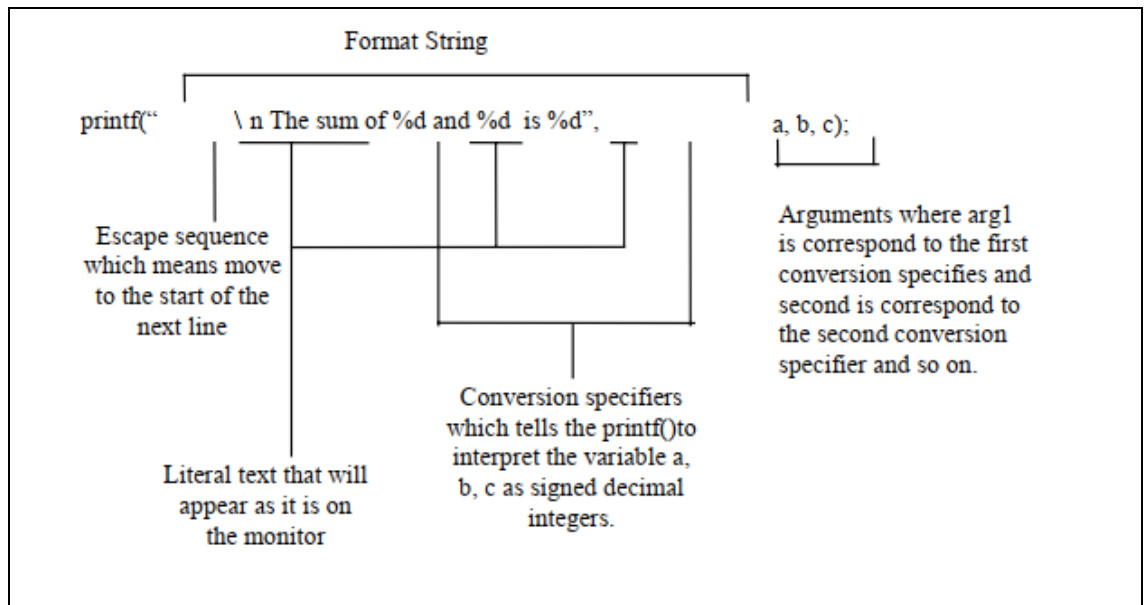 Format String
printf(“ \ n The sum of %d and %d is %d”, a, b, c);
Escape sequence
which means move
to the start of the
next line
Arguments where arg1
is correspond to the first
conversion specifies and
second is correspond to
the second conversion
specifier and so on.
Conversion specifiers
which tells the printf()to
interpret the variable a,
b, c as signed decimal
integers.
Literal text that will
appear as it is on
the monitor